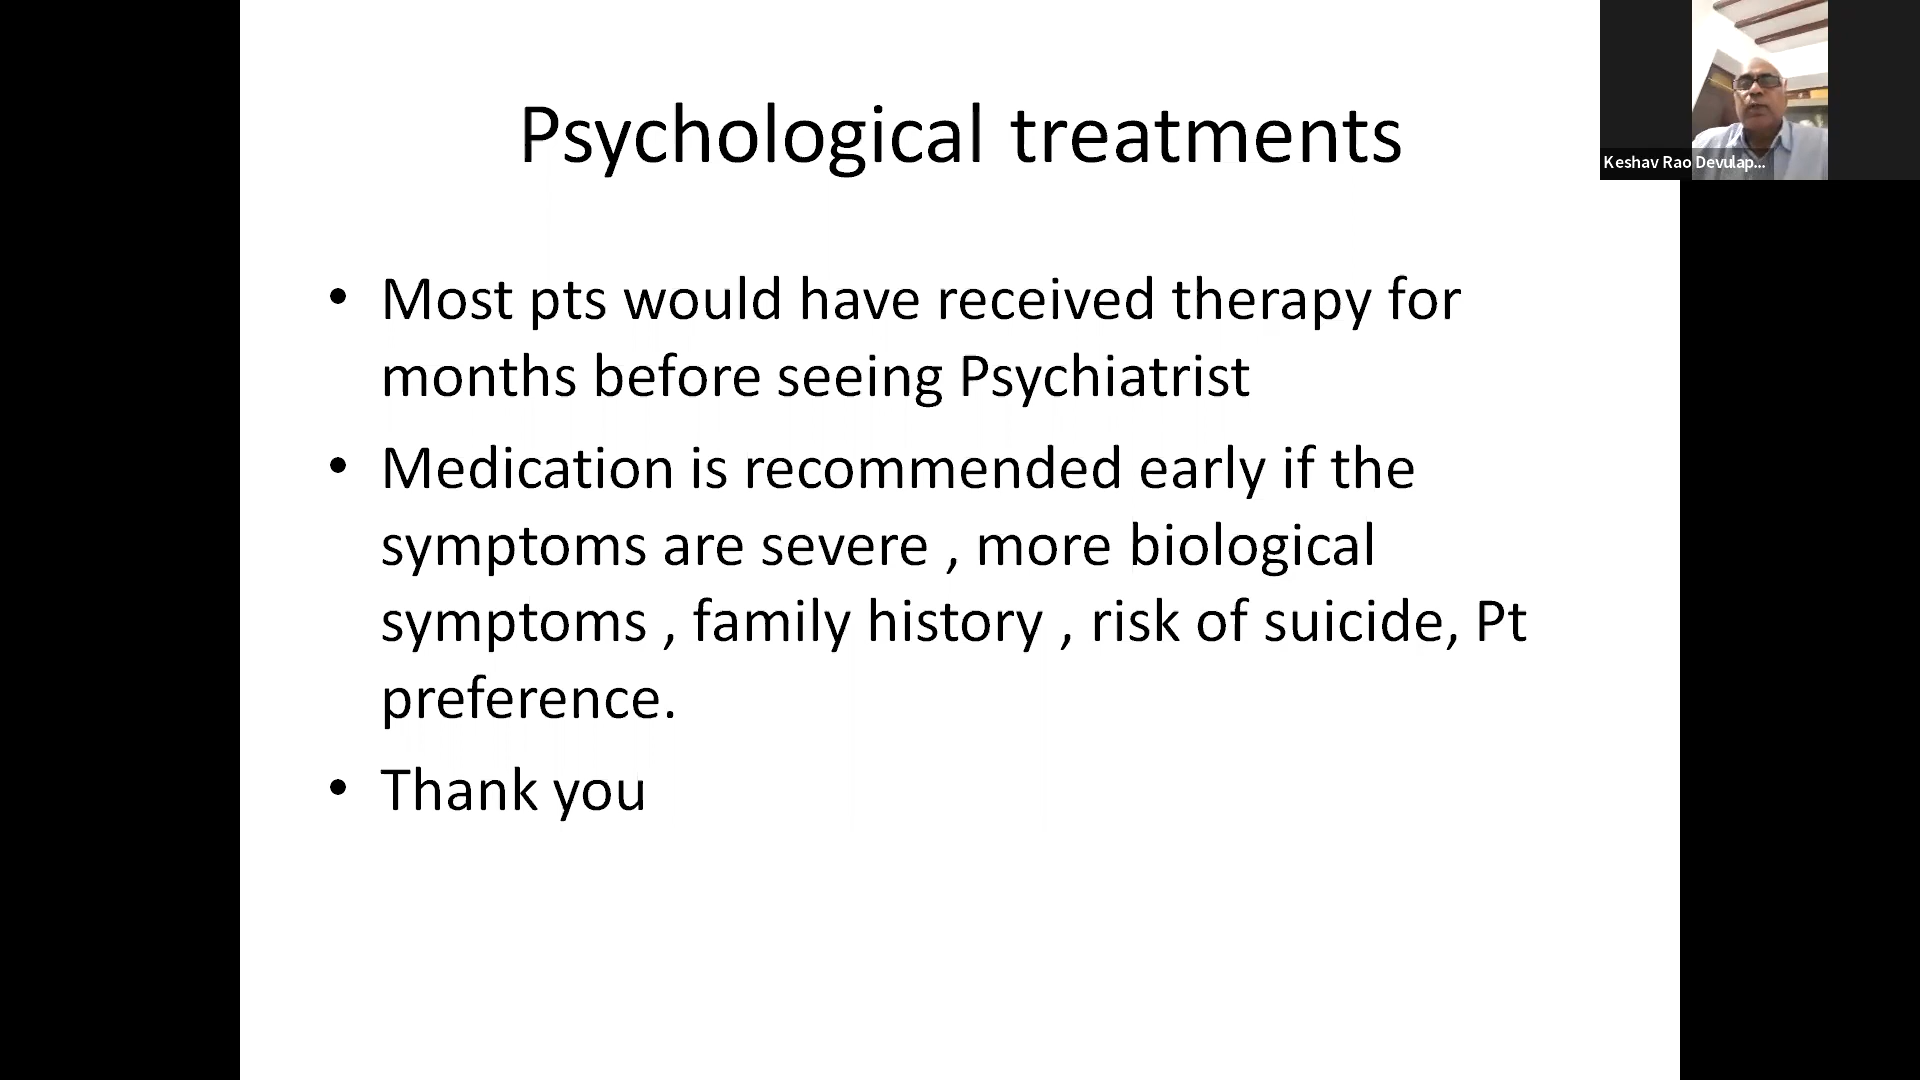 Psychological treatments
Keshav Rao Devulap...
• Most pts would have received therapy for
months before seeing Psychiatrist
• Medication is recommended early if the
symptoms are severe , more biological
symptoms , family history , risk of suicide, Pt
preference.
• Thank you